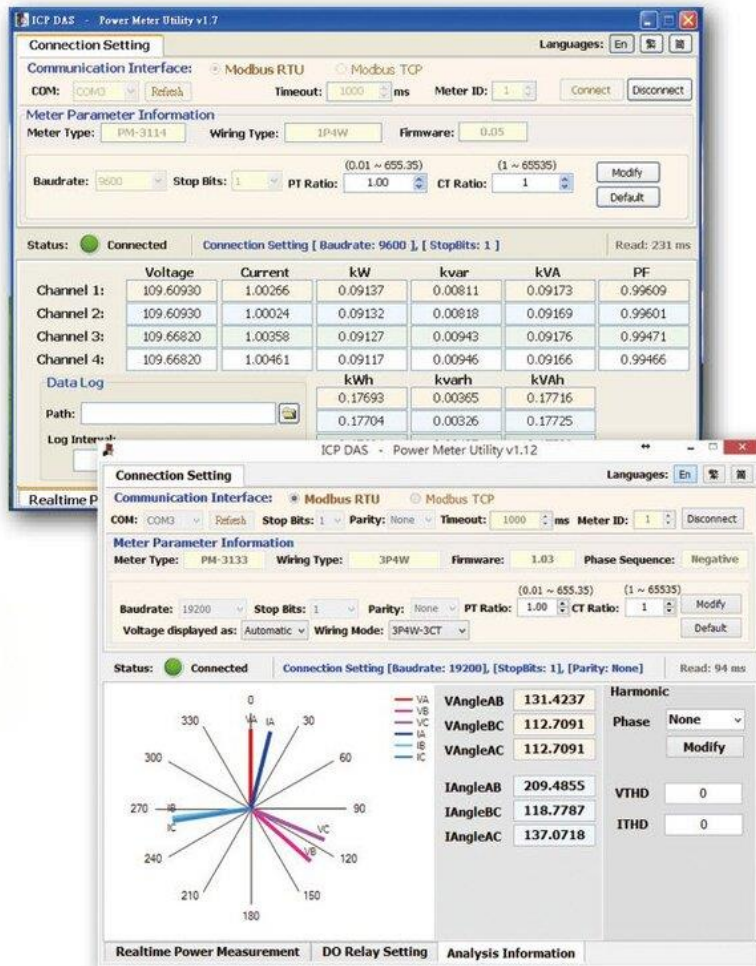 ICP DAS - Power Meter Utility v1.7
Connection Setting
Languages: En 繁 簡
Communication Interface: Modbus RTU Modbus TCP
COM: COM3 Refresh Timeout: 1000 ms Meter ID: 1 Connect Disconnect
Meter Parameter Information
Meter Type: PM-3114 Wiring Type: 1P4W Firmware: 0.05
(0.01 ~ 655.35) (1 ~ 65535)
Baudrate: 9600 Stop Bits: 1 PT Ratio: 1.00 CT Ratio: 1 Modify
Default
Status: Connected Connection Setting [ Baudrate: 9600 ], [ StopBits: 1 ] Read: 231 ms
Voltage Current kW kvar kVA PF
Channel 1: 109.60930 1.00266 0.09137 0.00811 0.09173 0.99609
Channel 2: 109.60930 1.00024 0.09132 0.00818 0.09169 0.99601
Channel 3: 109.66820 1.00358 0.09127 0.00943 0.09176 0.99471
Channel 4: 109.66820 1.00461 0.09117 0.00946 0.09166 0.99466
Data Log kWh kvarh kVAh
0.17693 0.00365 0.17716
Path: 0.17704 0.00326 0.17725
Log Interval:
Realtime P
ICP DAS - Power Meter Utility v1.12
Connection Setting
Languages: En 繁 簡
Communication Interface: Modbus RTU Modbus TCP
COM: COM3 Refresh Stop Bits: 1 Parity: None Timeout: 1000 ms Meter ID: 1 Disconnect
Meter Parameter Information
Meter Type: PM-3133 Wiring Type: 3P4W Firmware: 1.03 Phase Sequence: Negative
(0.01 ~ 655.35) (1 ~ 65535)
Baudrate: 19200 Stop Bits: 1 Parity: None PT Ratio: 1.00 CT Ratio: 1 Modify
Voltage displayed as: Automatic Wiring Mode: 3P4W-3CT Default
Status: Connected Connection Setting [Baudrate: 19200], [StopBits: 1], [Parity: None] Read: 94 ms
0
30
60
90
120
150
180
210
240
270
300
330
VA IA
IB
IC
VC
VB
VA
VB
VC
IA
IB
IC
VAngleAB 131.4237
VAngleBC 112.7091
VAngleAC 112.7091
IAngleAB 209.4855
IAngleBC 118.7787
IAngleAC 137.0718
Harmonic
Phase None
Modify
VTHD 0
ITHD 0
Realtime Power Measurement DO Relay Setting Analysis Information